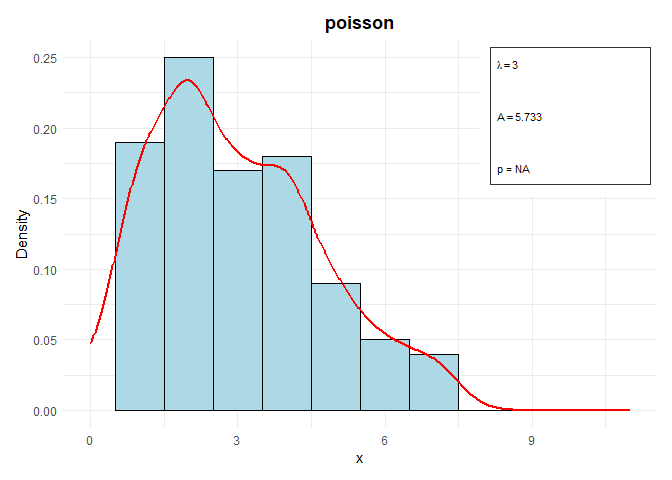 poisson
λ = 3
A = 5.733
p = NA
0.25
0.20
0.15
0.10
0.05
0.00
Density
0 3 6 9
x